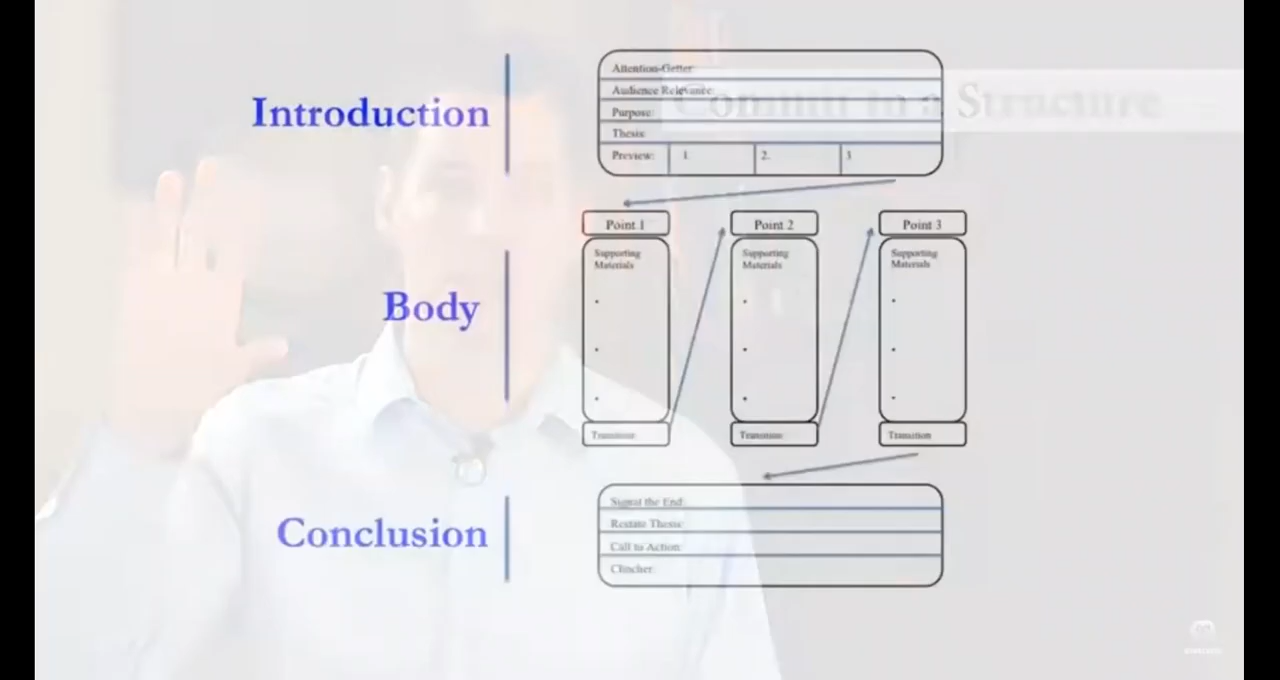 Commit to a Structure
Introduction
Attention-Getter:
Audience Relevance:
Purpose:
Thesis:
Preview:
1.
2.
3
Body
Point 1
Point 2
Point 3
Supporting
Materials
Supporting
Materials
Supporting
Materials
Transition
Transition
Transition
Conclusion
Signal the End:
Restate Thesis:
Call to Action:
Clincher: